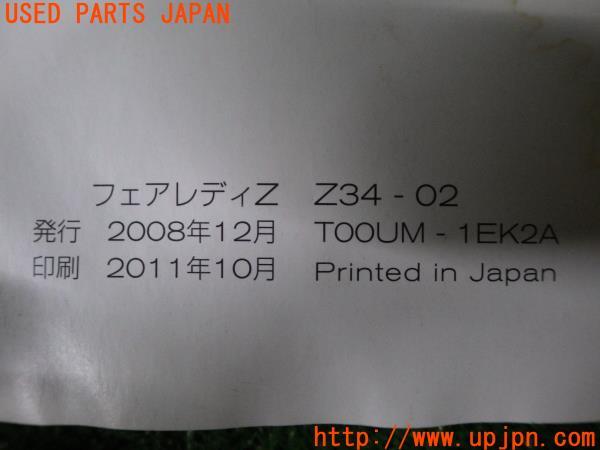 USED PARTS JAPAN
フェアレディZ Z34 - 02
発行 2008年12月 T00UM - 1EK2A
印刷 2011年10月 Printed in Japan
http://www.upjpn.com/